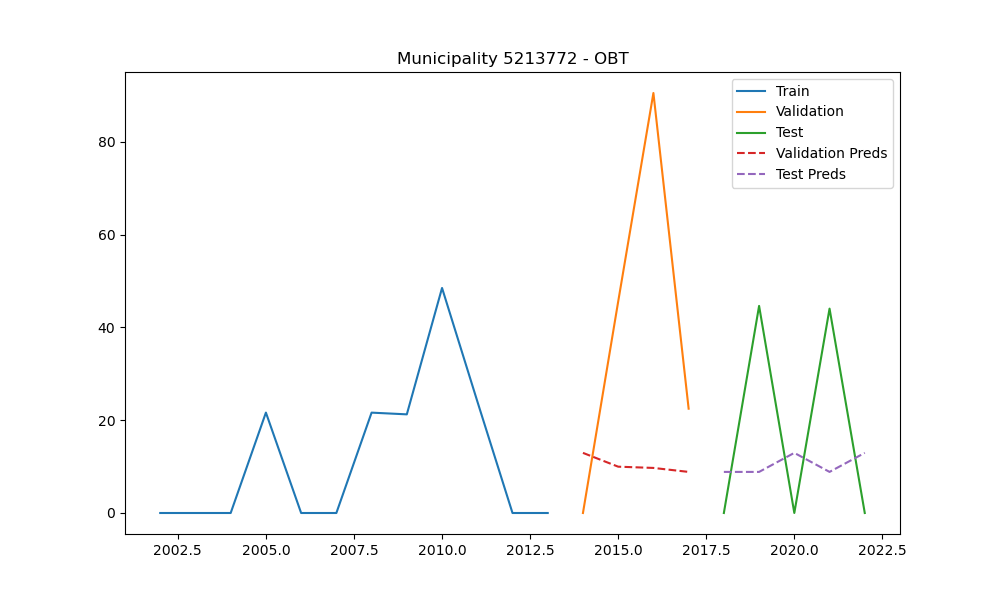 Municipality 5213772 - OBT
Train
Validation
Test
Validation Preds
Test Preds
80
60
40
20
0
2002.5 2005.0 2007.5 2010.0 2012.5 2015.0 2017.5 2020.0 2022.5